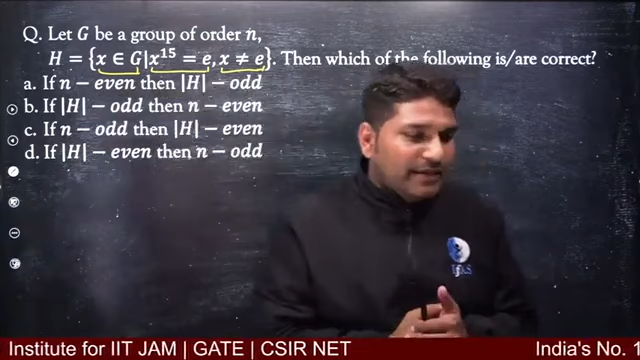 Q. Let G be a group of order n,
H = {x ∈ G|x¹⁵ = e, x ≠ e}. Then which of the following is/are correct?
a. If n − even then |H| − odd
b. If |H| − odd then n − even
c. If n − odd then |H| − even
d. If |H| − even then n − odd
IFAS
Institute for IIT JAM | GATE | CSIR NET
India's No. 1